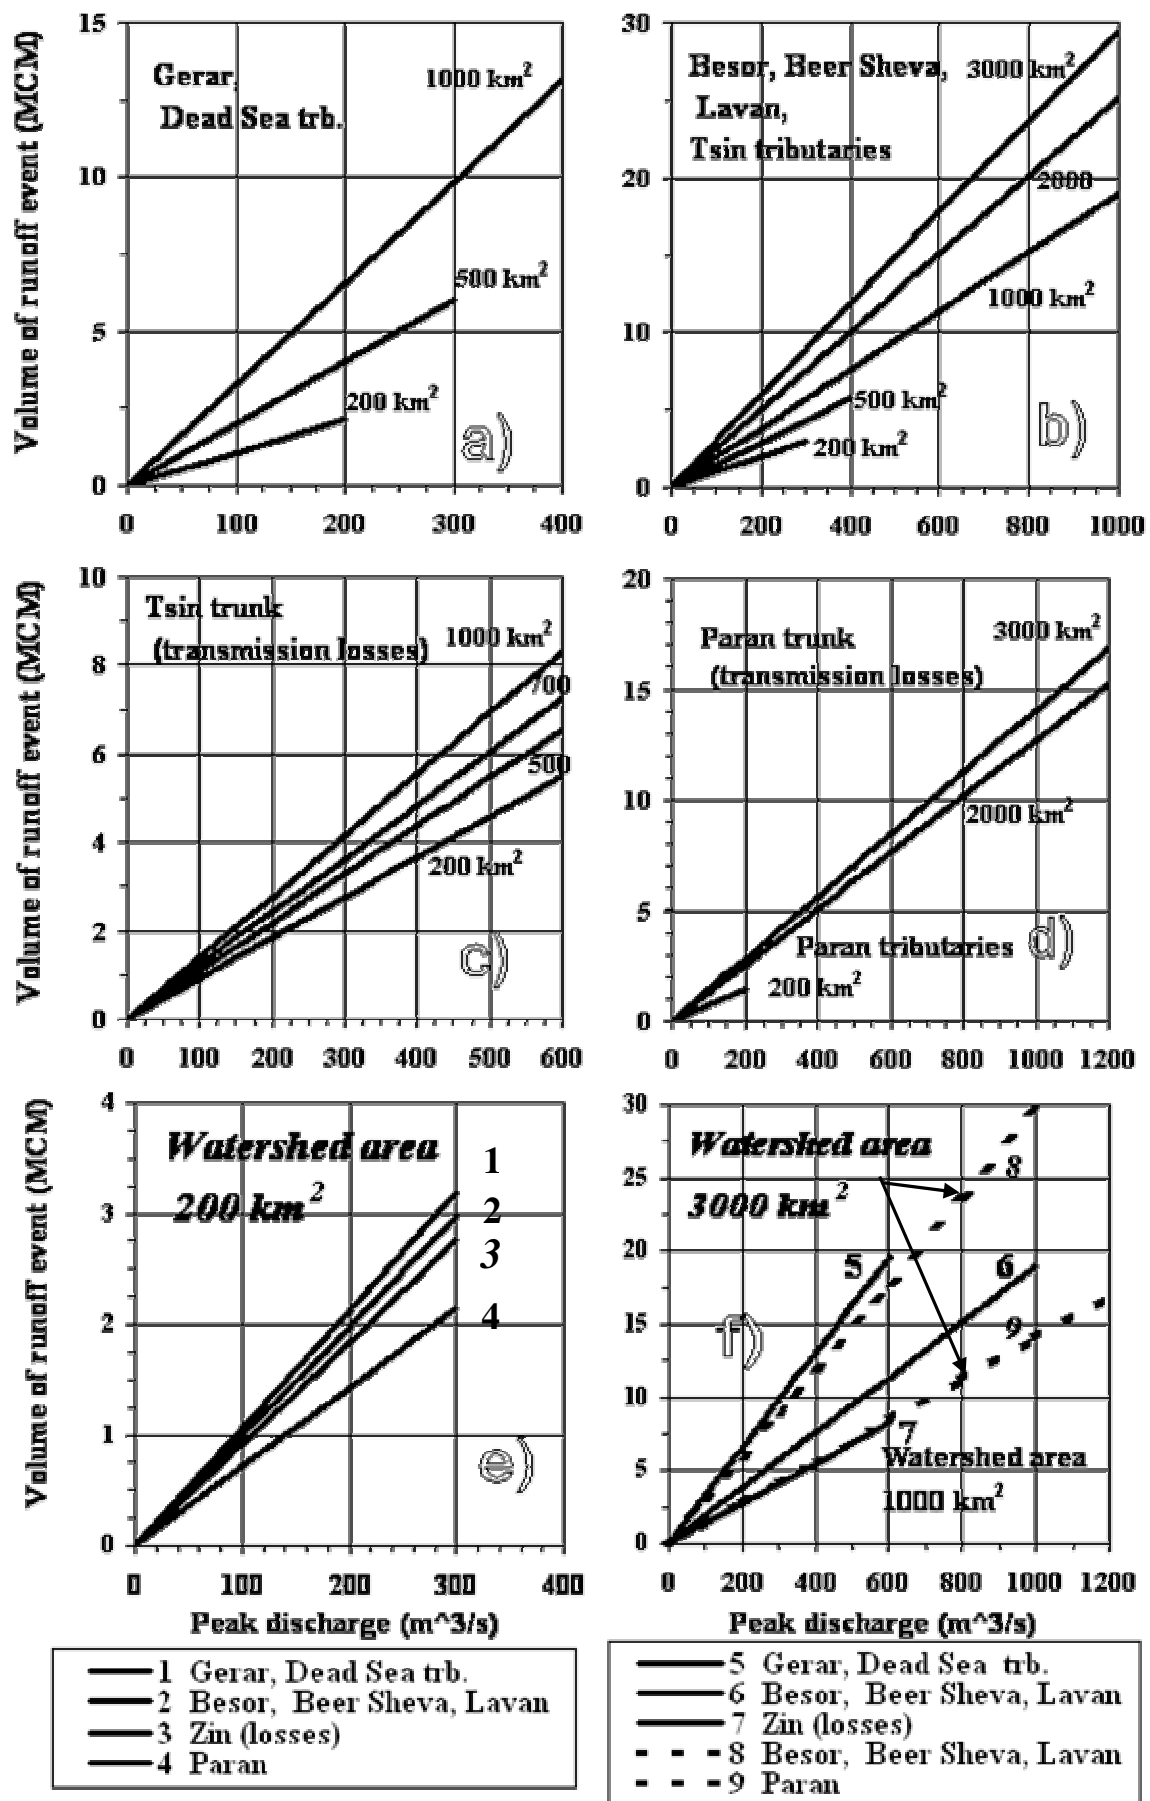 Volume of runoff event (MCM)
15
10
5
0
Gerar,
Dead Sea trb.
1000 km2
500 km2
200 km2
a)
0 100 200 300 400
30
20
10
0
Besor, Beer Sheva, 3000 km2
Lavan,
Tsin tributaries
2000
1000 km2
500 km2
200 km2
b)
0 200 400 600 800 1000
Volume of runoff event (MCM)
10
8
6
4
2
0
Tsin trunk
(transmission losses)
1000 km2
700
500
200 km2
c)
0 100 200 300 400 500 600
20
15
10
5
0
Paran trunk
(transmission losses)
3000 km2
2000 km2
Paran tributaries
200 km2
d)
0 200 400 600 800 1000 1200
Volume of runoff event (MCM)
4
3
2
1
0
Watershed area
200 km2
1
2
3
4
e)
0 100 200 300 400
Peak discharge (m^3/s)
30
25
20
15
10
5
0
Watershed area
3000 km2
8
5
6
9
7
f)
Watershed area
1000 km2
0 200 400 600 800 1000 1200
Peak discharge (m^3/s)
1 Gerar, Dead Sea trb.
2 Besor, Beer Sheva, Lavan
3 Zin (losses)
4 Paran
5 Gerar, Dead Sea trb.
6 Besor, Beer Sheva, Lavan
7 Zin (losses)
8 Besor, Beer Sheva, Lavan
9 Paran